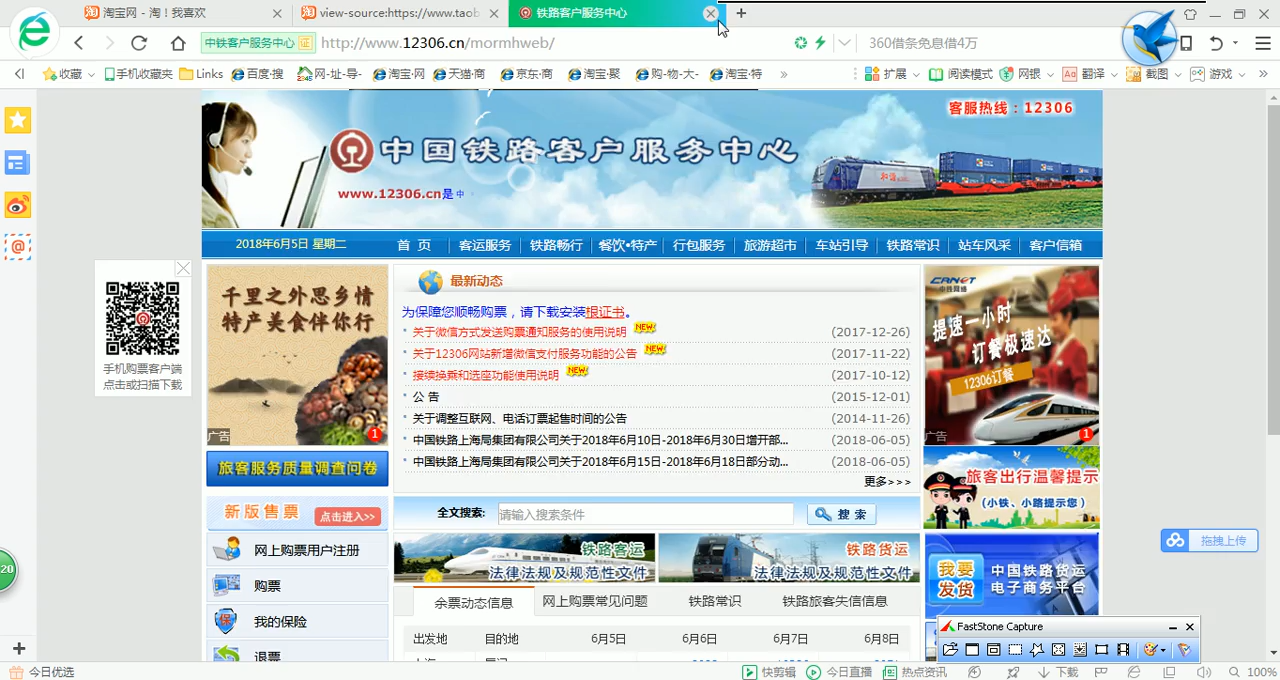 淘宝网 - 淘！我喜欢
view-source:https://www.taob
铁路客户服务中心
中铁客户服务中心 证
http://www.12306.cn/mormhweb/
360借条免息借4万
收藏
手机收藏夹
Links
百度·搜
网·址·导·
淘宝·网
天猫·商
京东·商
淘宝·聚
购·物·大·
淘宝·特
»
扩展
阅读模式
网银
翻译
截图
游戏
»
客服热线：12306
中国铁路客户服务中心
www.12306.cn是 中
2018年6月5日 星期二
首 页
客运服务
铁路畅行
餐饮•特产
行包服务
旅游超市
车站引导
铁路常识
站车风采
客户信箱
手机购票客户端
点击或扫描下载
千里之外思乡情
特产美食伴你行
广告
1
旅客服务质量调查问卷
新版售票
点击进入>>
网上购票用户注册
购票
我的保险
退票
最新动态
为保障您顺畅购票，请下载安装根证书。
关于微信方式发送购票通知服务的使用说明 NEW! (2017-12-26)
关于12306网站新增微信支付服务功能的公告 NEW! (2017-11-22)
接续换乘和选座功能使用说明 NEW! (2017-10-12)
公 告 (2015-12-01)
关于调整互联网、电话订票起售时间的公告 (2014-11-26)
中国铁路上海局集团有限公司关于2018年6月10日-2018年6月30日增开部... (2018-06-05)
中国铁路上海局集团有限公司关于2018年6月15日-2018年6月18日部分动... (2018-06-05)
更多>>>
全文搜索:
请输入搜索条件
搜 索
铁路客运
法律法规及规范性文件
铁路货运
法律法规及规范性文件
余票动态信息
网上购票常见问题
铁路常识
铁路旅客失信信息
出发地
目的地
6月5日
6月6日
6月7日
6月8日
提速一小时
订餐极速达
12306订餐
广告
1
旅客出行温馨提示
(小铁、小路提示您)
我要
发货
中国铁路货运
电子商务平台
拖拽上传
20
FastStone Capture
今日优选
快剪辑
今日直播
热点资讯
下载
100%